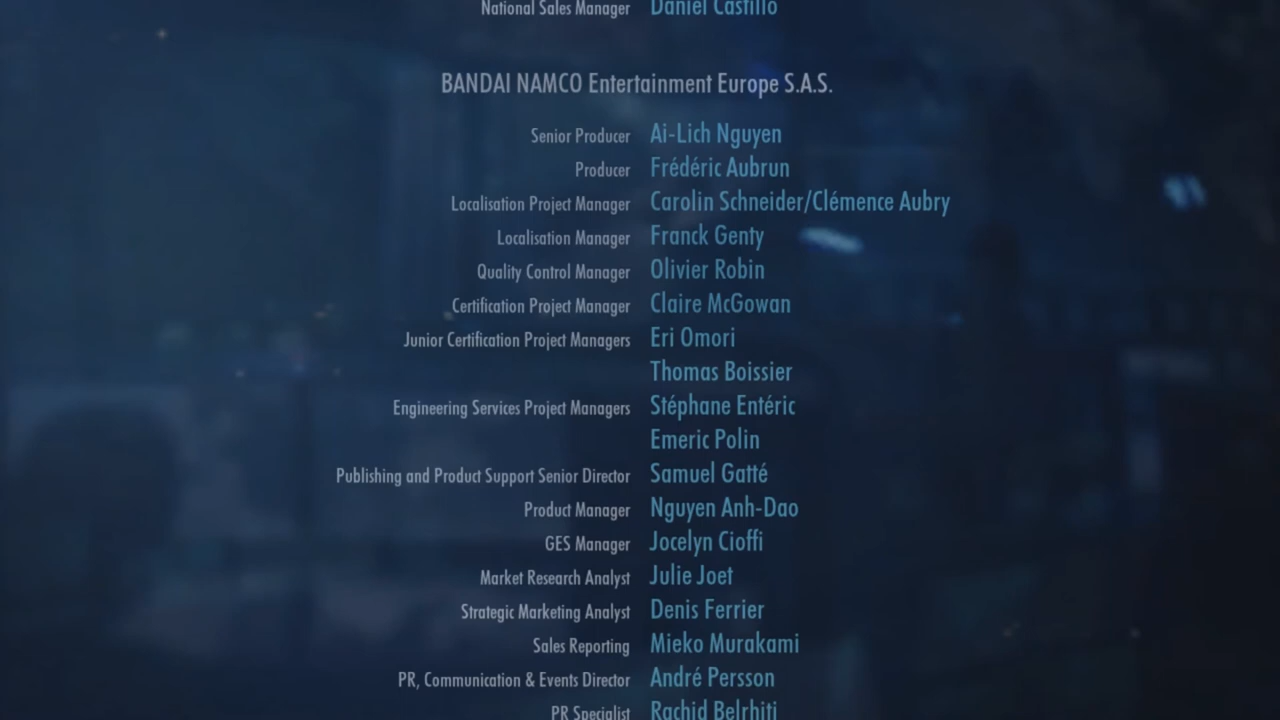 National Sales Manager Daniel Castillo
BANDAI NAMCO Entertainment Europe S.A.S.
Senior Producer Ai-Lich Nguyen
Producer Frédéric Aubrun
Localisation Project Manager Carolin Schneider/Clémence Aubry
Localisation Manager Franck Genty
Quality Control Manager Olivier Robin
Certification Project Manager Claire McGowan
Junior Certification Project Managers Eri Omori
Thomas Boissier
Engineering Services Project Managers Stéphane Entéric
Emeric Polin
Publishing and Product Support Senior Director Samuel Gatté
Product Manager Nguyen Anh-Dao
GES Manager Jocelyn Cioffi
Market Research Analyst Julie Joet
Strategic Marketing Analyst Denis Ferrier
Sales Reporting Mieko Murakami
PR, Communication & Events Director André Persson
PR Specialist Rachid Belrhiti